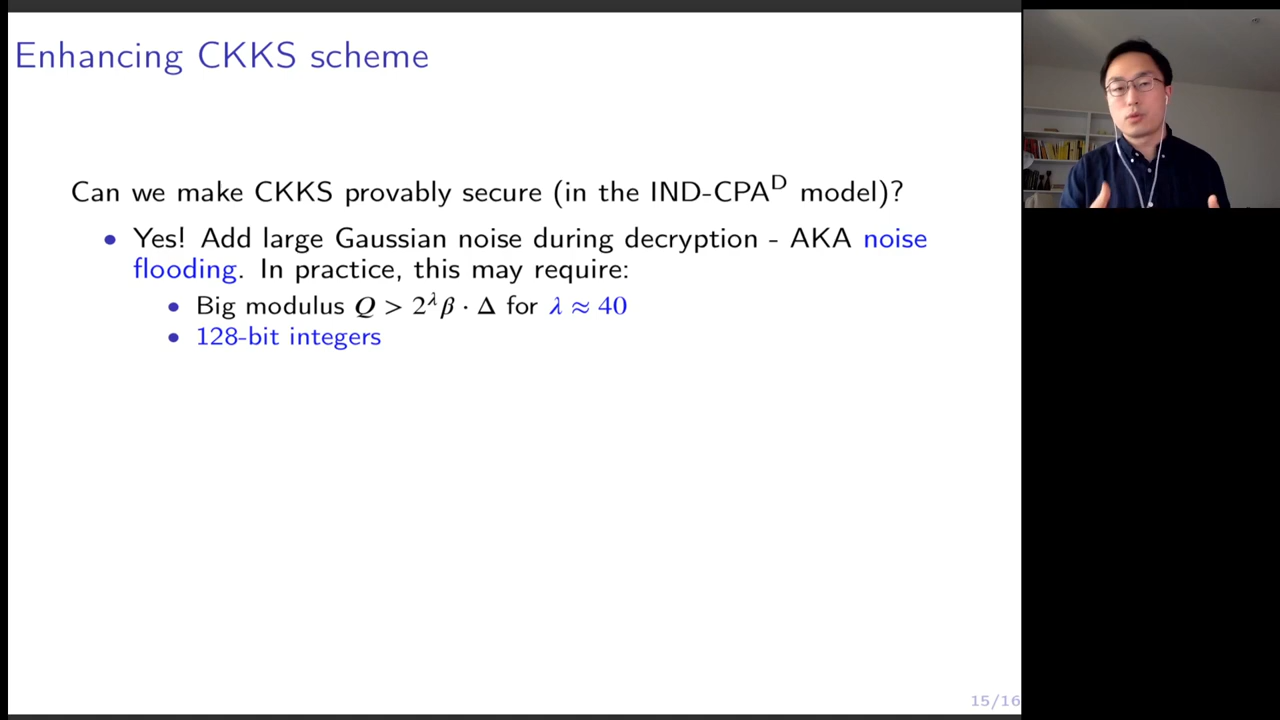 Enhancing CKKS scheme
Can we make CKKS provably secure (in the IND-CPAᴰ model)?
• Yes! Add large Gaussian noise during decryption - AKA noise
flooding. In practice, this may require:
• Big modulus Q > 2^λ β · Δ for λ ≈ 40
• 128-bit integers
15/16